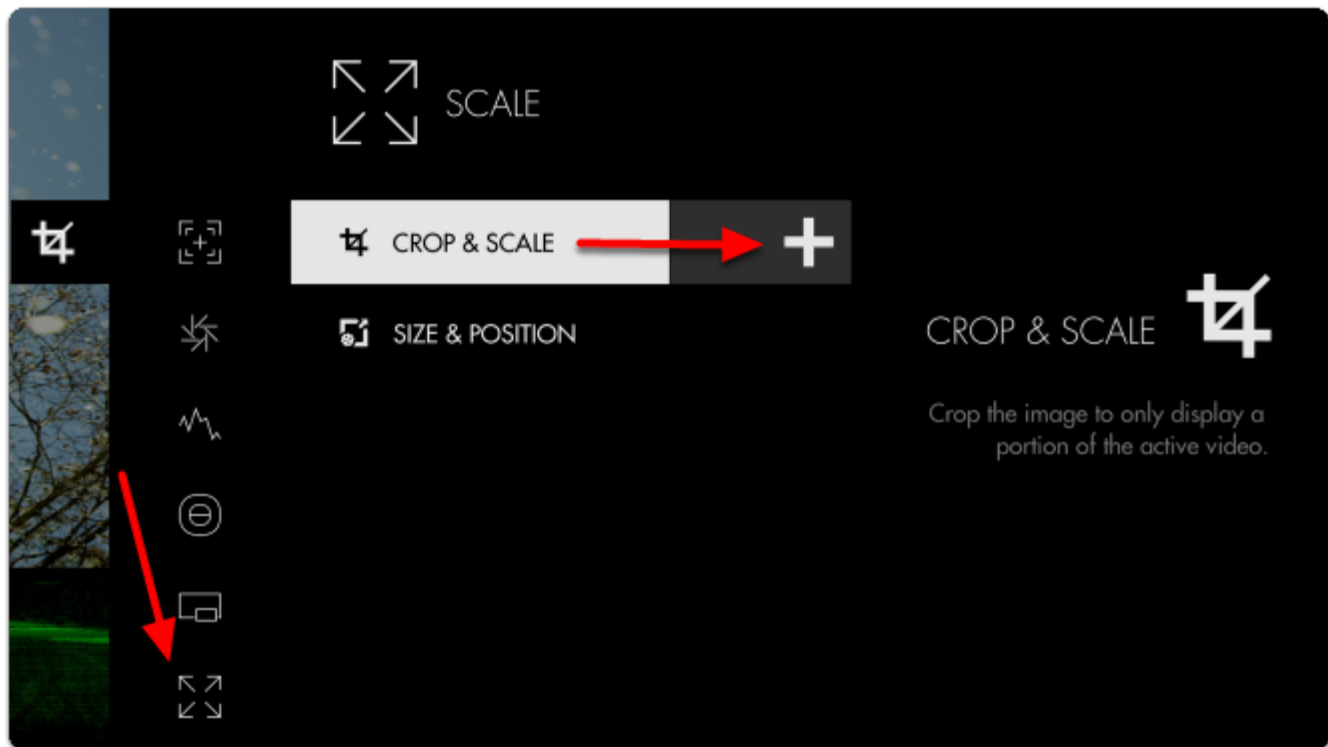 SCALE
CROP & SCALE
SIZE & POSITION
CROP & SCALE
Crop the image to only display a
portion of the active video.